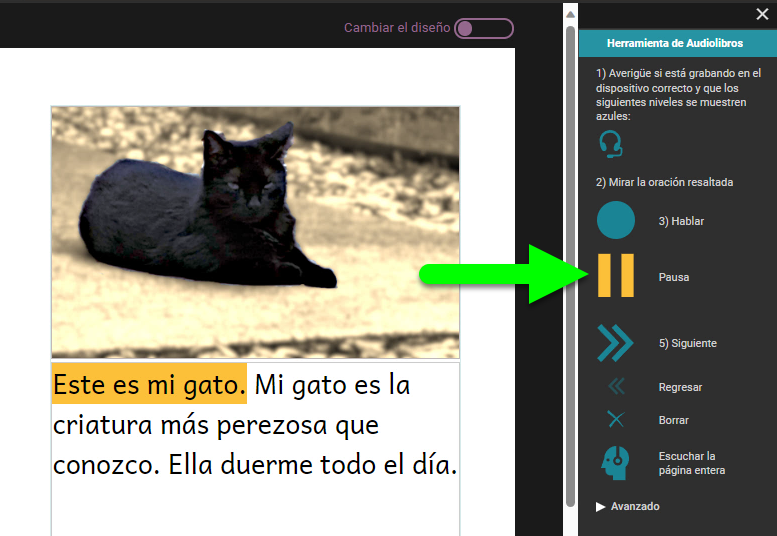 Cambiar el diseño
Este es mi gato. Mi gato es la
criatura más perezosa que
conozco. Ella duerme todo el día.
Herramienta de Audiolibros
1) Averigüe si está grabando en el
dispositivo correcto y que los
siguientes niveles se muestren
azules:
2) Mirar la oración resaltada
3) Hablar
Pausa
5) Siguiente
Regresar
Borrar
Escuchar la
página entera
Avanzado